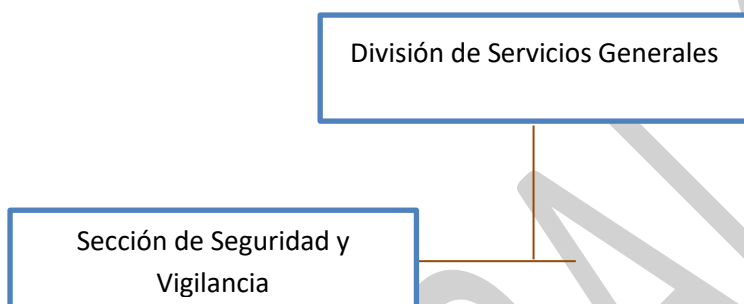 División de Servicios Generales
Sección de Seguridad y
Vigilancia